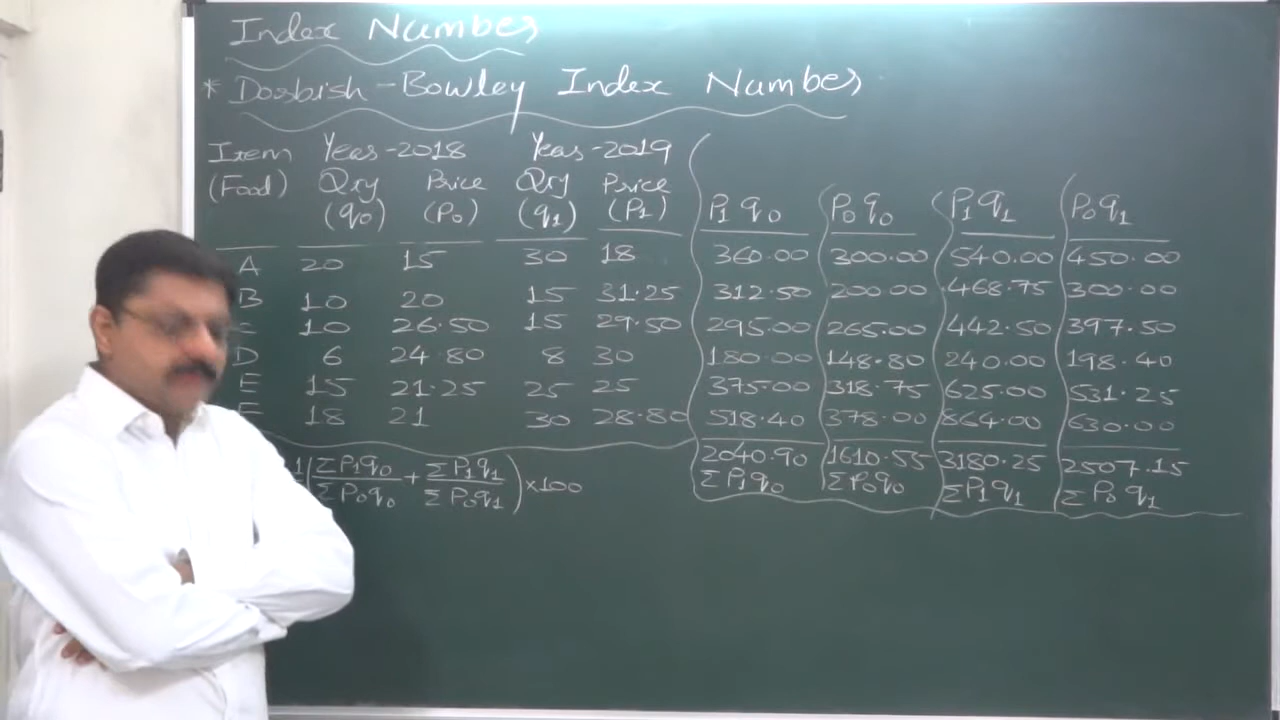 Index Number
* Dorbish-Bowley Index Number
Item Year-2018 Year-2019
(Food) Qty Price Qty Price
(q0) (P0) (q1) (P1) P1 q0 P0 q0 P1 q1 P0 q1
A 20 15 30 18 360.00 300.00 540.00 450.00
B 10 20 15 31.25 312.50 200.00 468.75 300.00
10 26.50 15 29.50 295.00 265.00 442.50 397.50
D 6 24.80 8 30 180.00 148.80 240.00 198.40
E 15 21.25 25 25 375.00 318.75 625.00 531.25
18 21 30 28.80 518.40 378.00 864.00 630.00
2040.90 1610.55 3180.25 2507.15
ΣP1q0 ΣP0q0 ΣP1q1 ΣP0q1
(ΣP1q0/ΣP0q0 + ΣP1q1/ΣP0q1) ×100